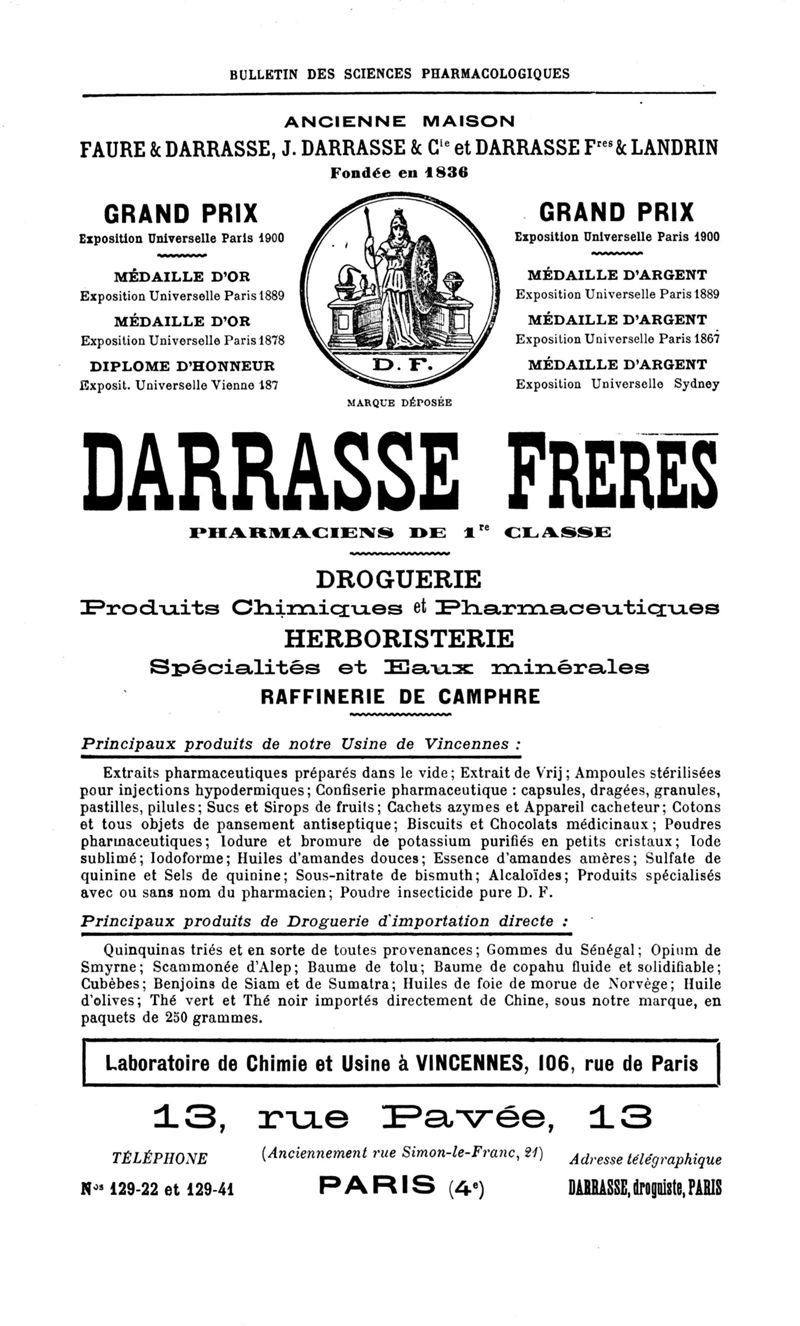 BULLETIN DES SCIENCES PHARMACOLOGIQUES
ANCIENNE MAISON
FAURE & DARRASSE, J. DARRASSE & Cie et DARRASSE Fres & LANDRIN
Fondée en 1836
GRAND PRIX
Exposition Universelle Paris 1900
MÉDAILLE D'OR
Exposition Universelle Paris 1889
MÉDAILLE D'OR
Exposition Universelle Paris 1878
DIPLOME D'HONNEUR
Exposit. Universelle Vienne 187
D. F.
MARQUE DÉPOSÉE
GRAND PRIX
Exposition Universelle Paris 1900
MÉDAILLE D'ARGENT
Exposition Universelle Paris 1889
MÉDAILLE D'ARGENT
Exposition Universelle Paris 1867
MÉDAILLE D'ARGENT
Exposition Universelle Sydney
DARRASSE FRERES
PHARMACIENS DE 1re CLASSE
DROGUERIE
Produits Chimiques et Pharmaceutiques
HERBORISTERIE
Spécialités et Eaux minérales
RAFFINERIE DE CAMPHRE
Principaux produits de notre Usine de Vincennes :
Extraits pharmaceutiques préparés dans le vide ; Extrait de Vrij ; Ampoules stérilisées
pour injections hypodermiques ; Confiserie pharmaceutique : capsules, dragées, granules,
pastilles, pilules ; Sucs et Sirops de fruits ; Cachets azymes et Appareil cacheteur ; Cotons
et tous objets de pansement antiseptique ; Biscuits et Chocolats médicinaux ; Poudres
pharmaceutiques ; Iodure et bromure de potassium purifiés en petits cristaux ; Iode
sublimé ; Iodoforme ; Huiles d'amandes douces ; Essence d'amandes amères ; Sulfate de
quinine et Sels de quinine ; Sous-nitrate de bismuth ; Alcaloïdes ; Produits spécialisés
avec ou sans nom du pharmacien ; Poudre insecticide pure D. F.
Principaux produits de Droguerie d'importation directe :
Quinquinas triés et en sorte de toutes provenances ; Gommes du Sénégal ; Opium de
Smyrne ; Scammonée d'Alep ; Baume de tolu ; Baume de copahu fluide et solidifiable ;
Cubèbes ; Benjoins de Siam et de Sumatra ; Huiles de foie de morue de Norvège ; Huile
d'olives ; Thé vert et Thé noir importés directement de Chine, sous notre marque, en
paquets de 250 grammes.
Laboratoire de Chimie et Usine à VINCENNES, 106, rue de Paris
13, rue Pavée, 13
TÉLÉPHONE
Nos 129-22 et 129-41
(Anciennement rue Simon-le-Franc, 21)
PARIS (4e)
Adresse télégraphique
DARRASSE, droguiste, PARIS